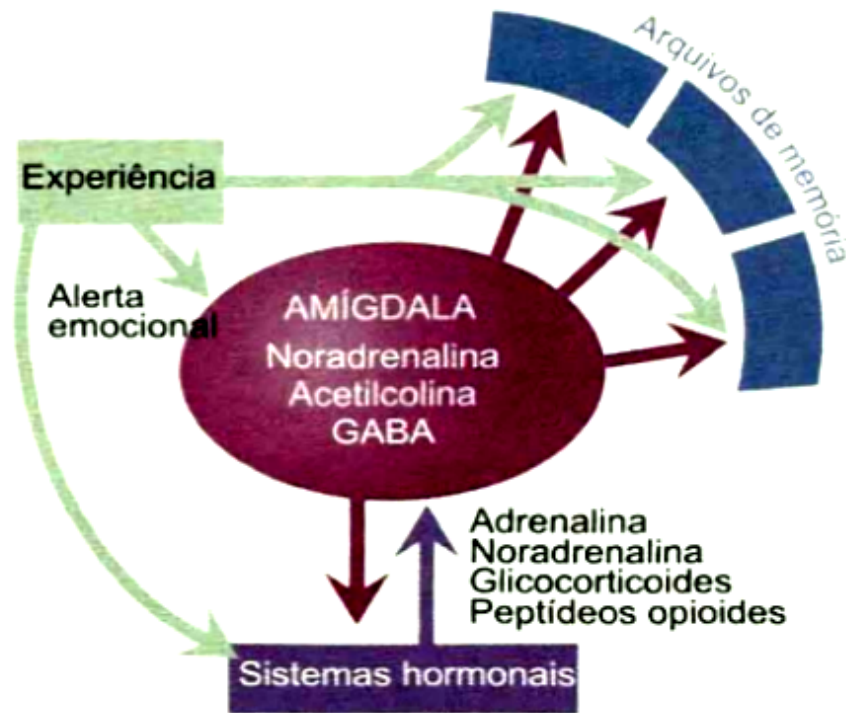 Arquivos de memória
Experiência
Alerta
emocional
AMÍGDALA
Noradrenalina
Acetilcolina
GABA
Adrenalina
Noradrenalina
Glicocorticoides
Peptídeos opioides
Sistemas hormonais